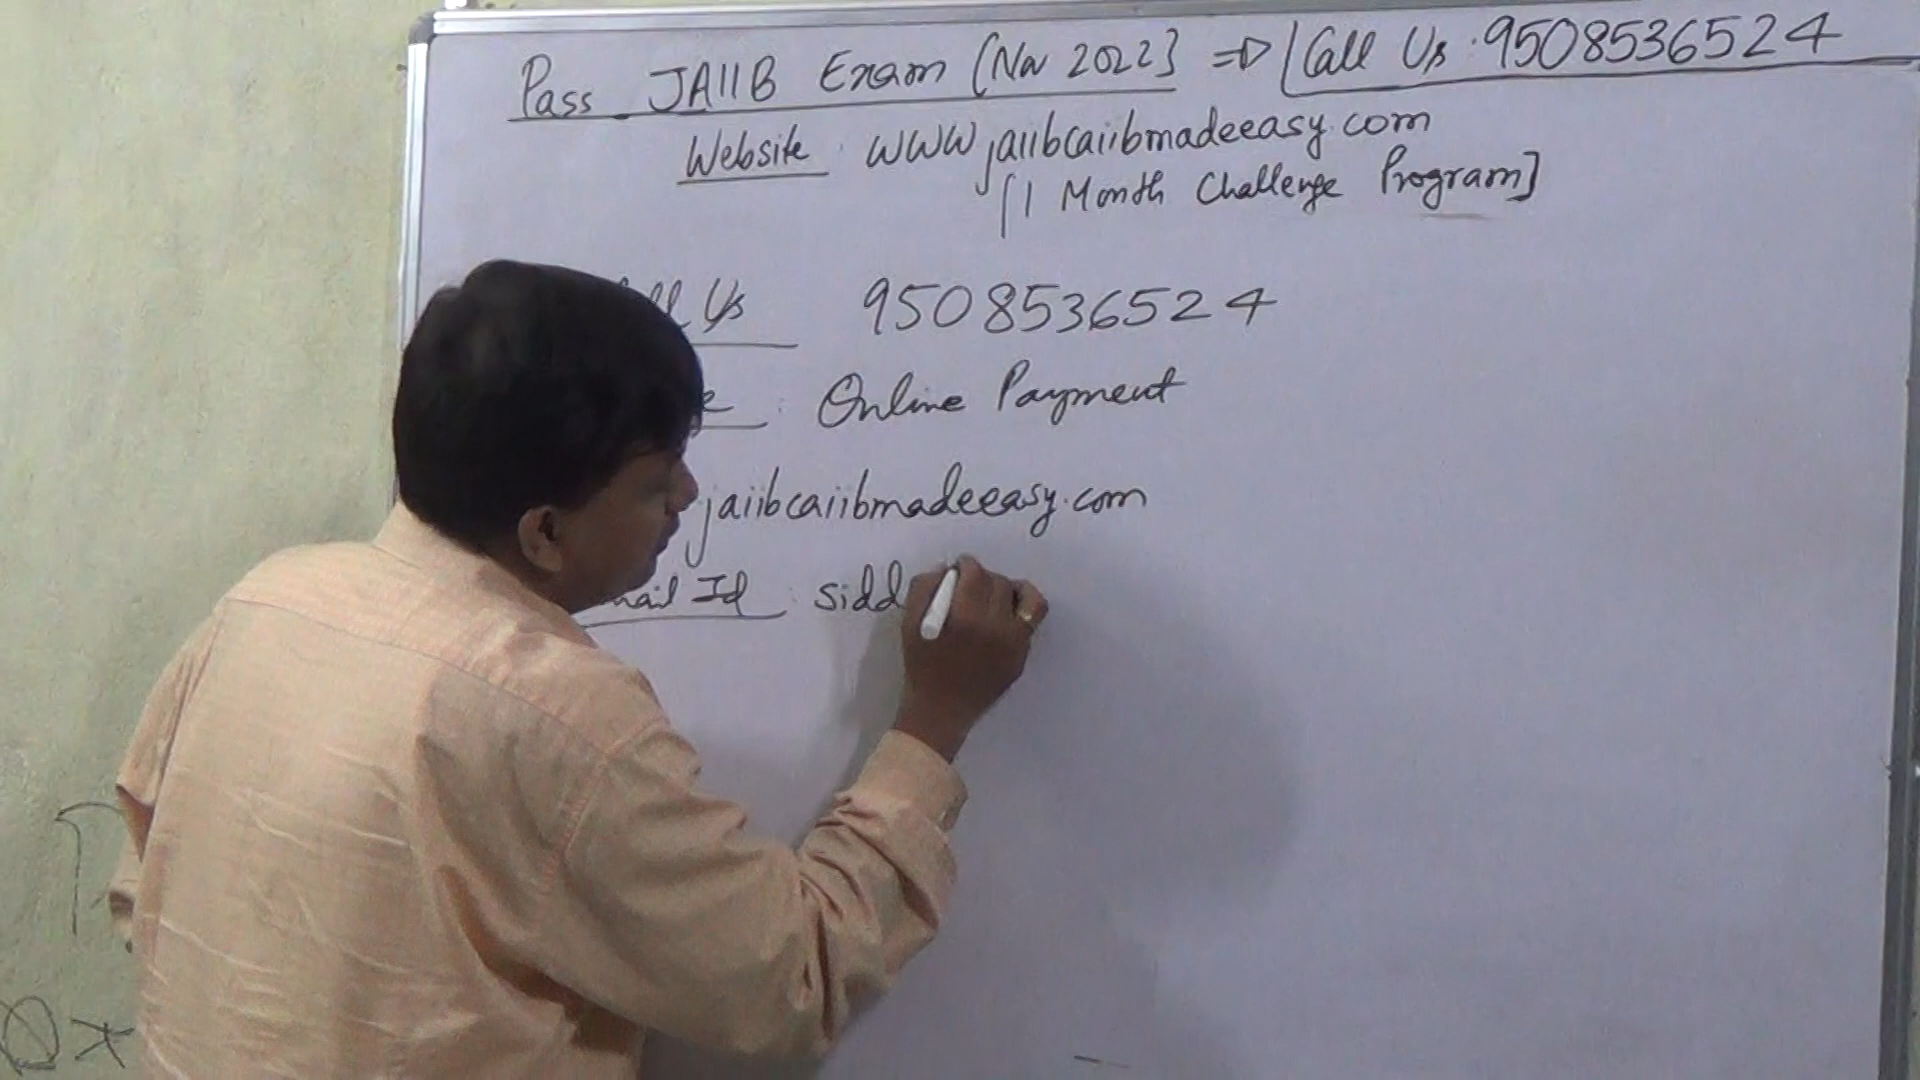 Pass JAIIB Exam [Nov 2022] ⇒ Call Us : 9508536524
Website : WWW.jaiibcaiibmadeeasy.com
[1 Month Challenge Program]
Us 9508536524
: Online Payment
jaiibcaiibmadeeasy.com
mail Id : sidd